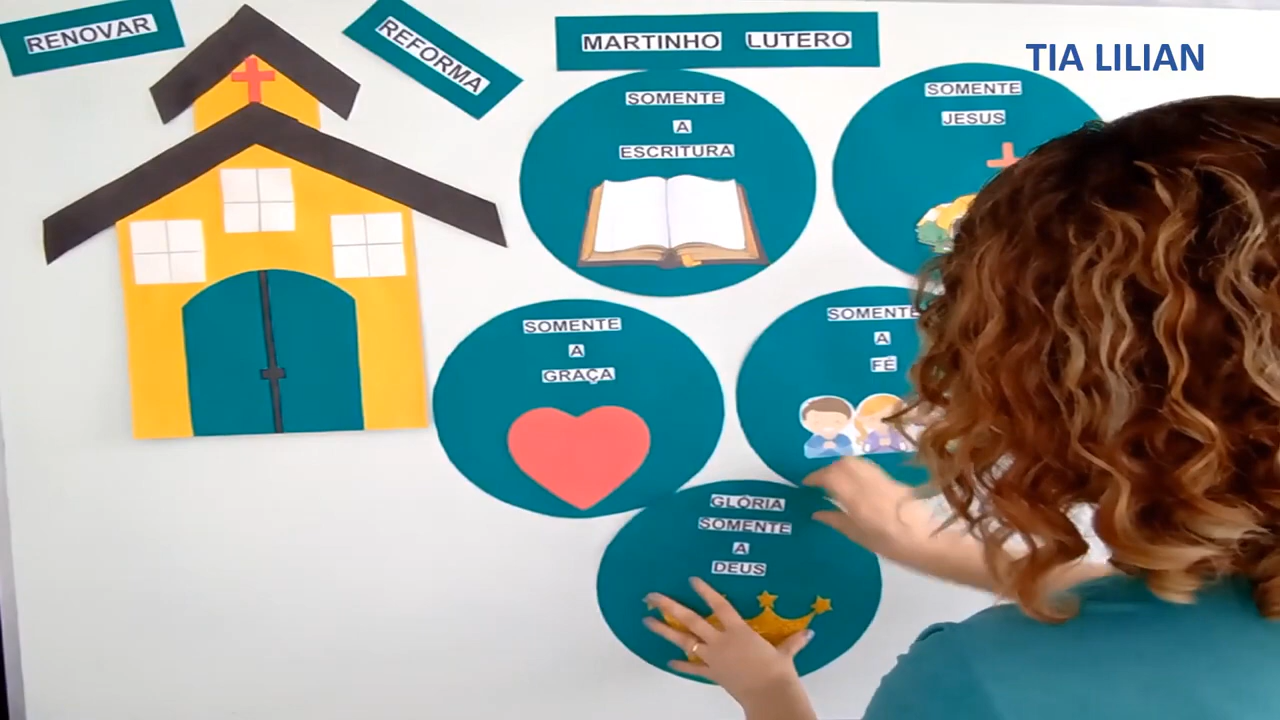 RENOVAR
REFORMA
MARTINHO LUTERO
TIA LILIAN
SOMENTE
A
ESCRITURA
SOMENTE
JESUS
SOMENTE
A
GRAÇA
SOMENTE
A
FÉ
GLÓRIA
SOMENTE
A
DEUS